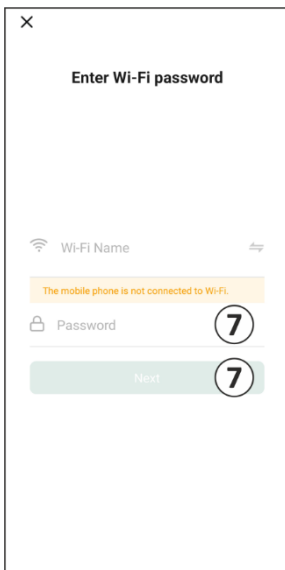 Enter Wi-Fi password
Wi-Fi Name
The mobile phone is not connected to Wi-Fi.
Password 7
Next 7